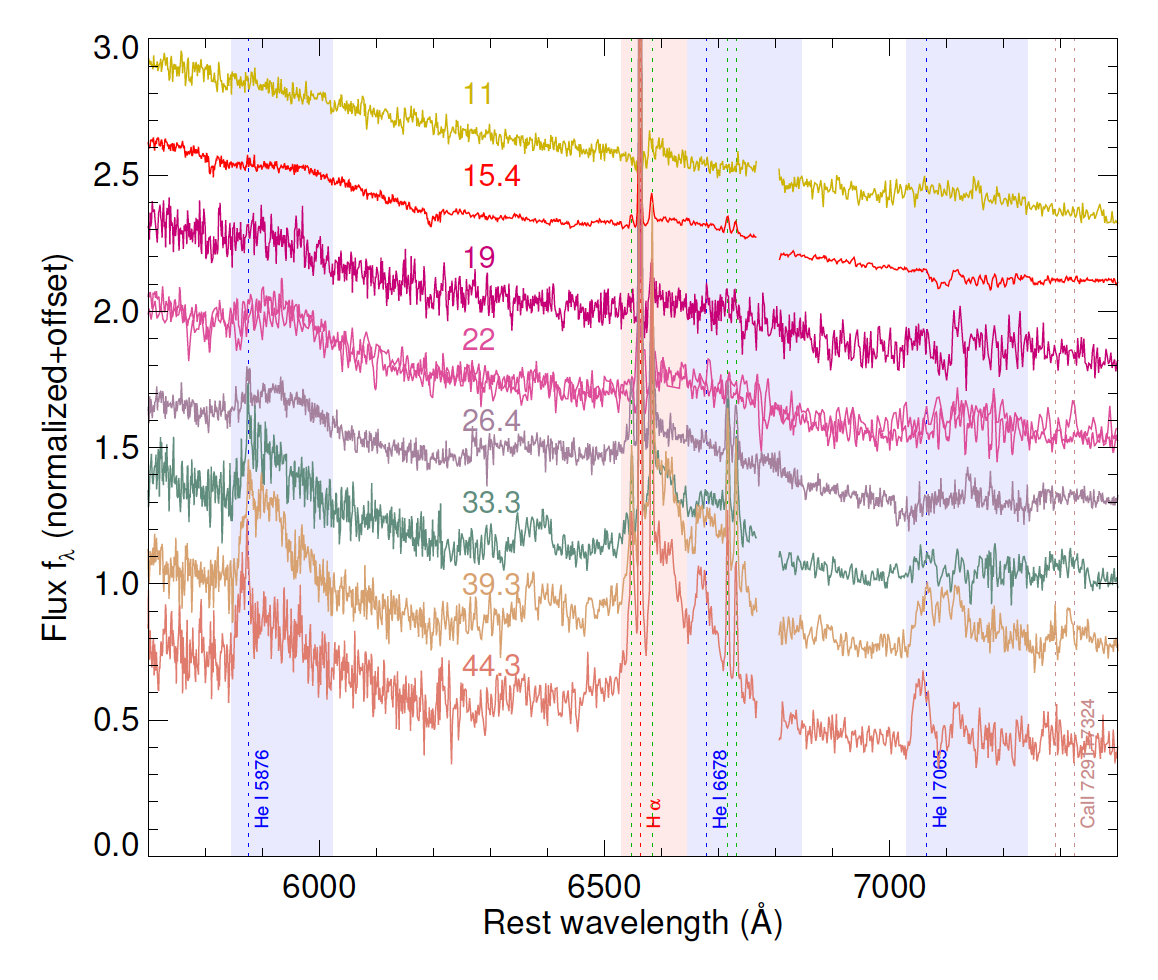 3.0
11
2.5
15.4
19
2.0
22
26.4
1.5
33.3
1.0
39.3
44.3
0.5
0.0
He I 5876
H α
He I 6678
He I 7065
CaII 7291+7324
6000
6500
7000
Rest wavelength (Å)
Flux fλ (normalized+offset)